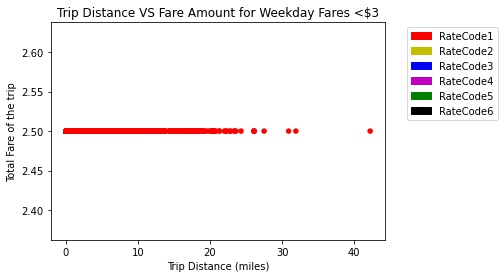 Trip Distance VS Fare Amount for Weekday Fares <$3
Total Fare of the trip
2.60
2.55
2.50
2.45
2.40
0 10 20 30 40
Trip Distance (miles)
RateCode1
RateCode2
RateCode3
RateCode4
RateCode5
RateCode6